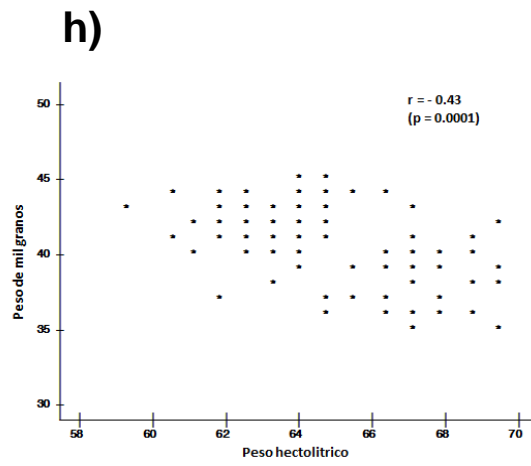 h)
r = - 0.43
(p = 0.0001)
50
45
40
35
30
Peso de mil granos
58 60 62 64 66 68 70
Peso hectolitrico